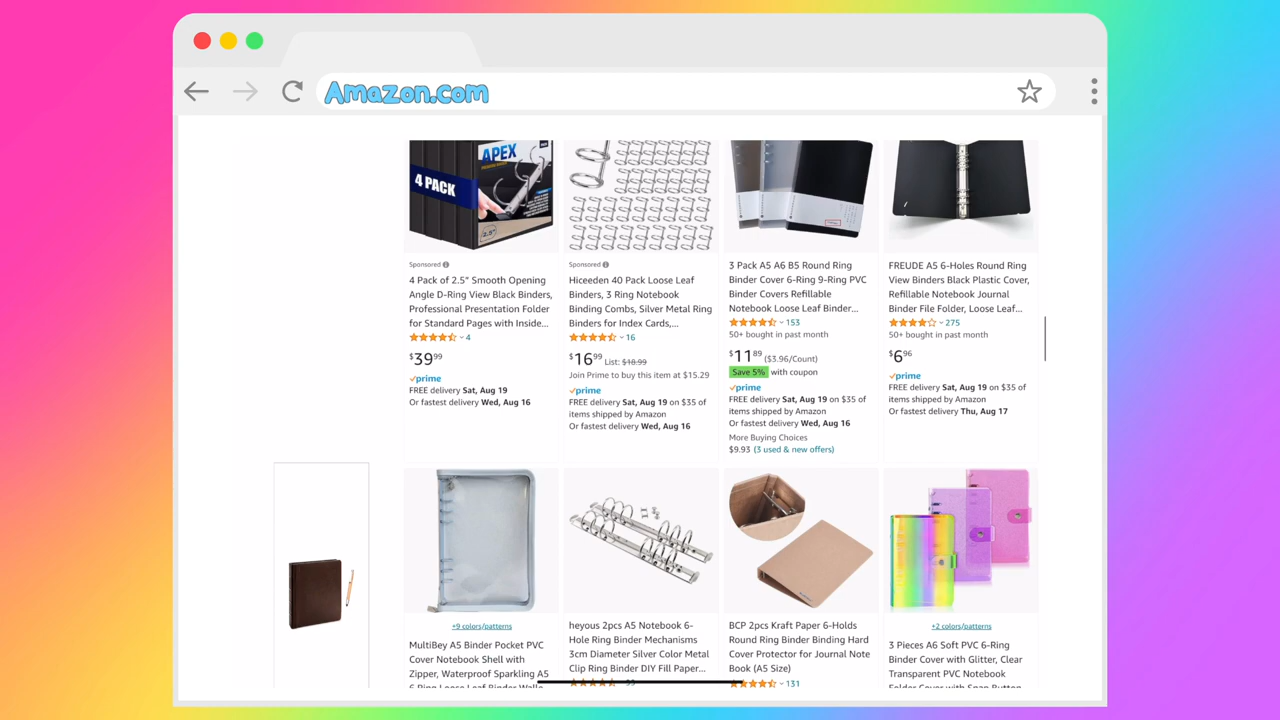 Amazon.com
APEX
4 PACK
2.5"
Sponsored
4 Pack of 2.5" Smooth Opening
Angle D-Ring View Black Binders,
Professional Presentation Folder
for Standard Pages with Inside...
4
$39.99
prime
FREE delivery Sat, Aug 19
Or fastest delivery Wed, Aug 16
Sponsored
Hiceeden 40 Pack Loose Leaf
Binders, 3 Ring Notebook
Binding Combs, Silver Metal Ring
Binders for Index Cards,...
16
$16.99 List: $18.99
Join Prime to buy this item at $15.29
prime
FREE delivery Sat, Aug 19 on $35 of
items shipped by Amazon
Or fastest delivery Wed, Aug 16
3 Pack A5 A6 B5 Round Ring
Binder Cover 6-Ring 9-Ring PVC
Binder Covers Refillable
Notebook Loose Leaf Binder...
153
50+ bought in past month
$11.89 ($3.96/Count)
Save 5% with coupon
prime
FREE delivery Sat, Aug 19 on $35 of
items shipped by Amazon
Or fastest delivery Wed, Aug 16
More Buying Choices
$9.93 (3 used & new offers)
FREUDE A5 6-Holes Round Ring
View Binders Black Plastic Cover,
Refillable Notebook Journal
Binder File Folder, Loose Leaf...
275
50+ bought in past month
$6.96
prime
FREE delivery Sat, Aug 19 on $35 of
items shipped by Amazon
Or fastest delivery Thu, Aug 17
+9 colors/patterns
MultiBey A5 Binder Pocket PVC
Cover Notebook Shell with
Zipper, Waterproof Sparkling A5
6 Ring Loose Leaf Binder
heyous 2pcs A5 Notebook 6-
Hole Ring Binder Mechanisms
3cm Diameter Silver Color Metal
Clip Ring Binder DIY Fill Paper...
BCP 2pcs Kraft Paper 6-Holds
Round Ring Binder Binding Hard
Cover Protector for Journal Note
Book (A5 Size)
131
+2 colors/patterns
3 Pieces A6 Soft PVC 6-Ring
Binder Cover with Glitter, Clear
Transparent PVC Notebook
Folder Cover with Snap Button